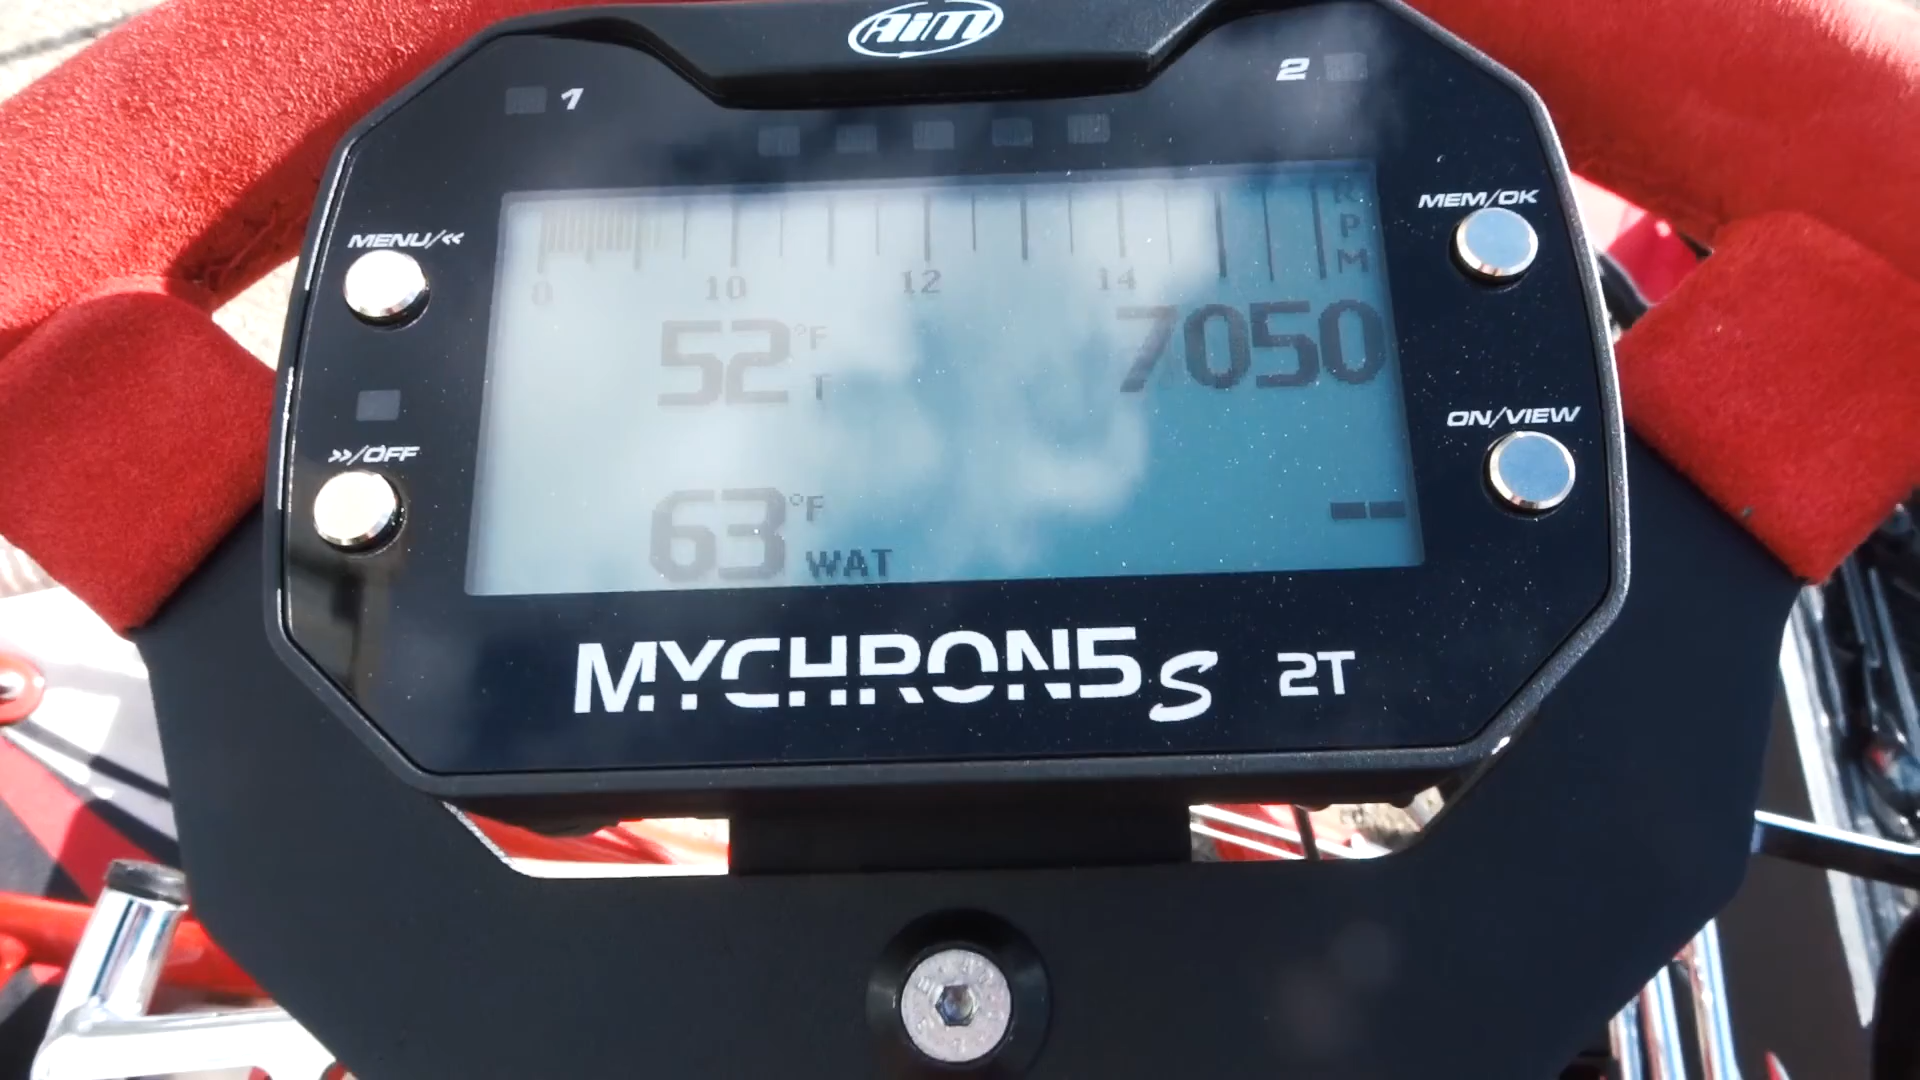 AiM
1
2
MENU/<<
MEM/OK
RPM
0 10 12 14
52 °F T
7050
>>/OFF
ON/VIEW
63 °F WAT
--
MYCHRON5 S 2T